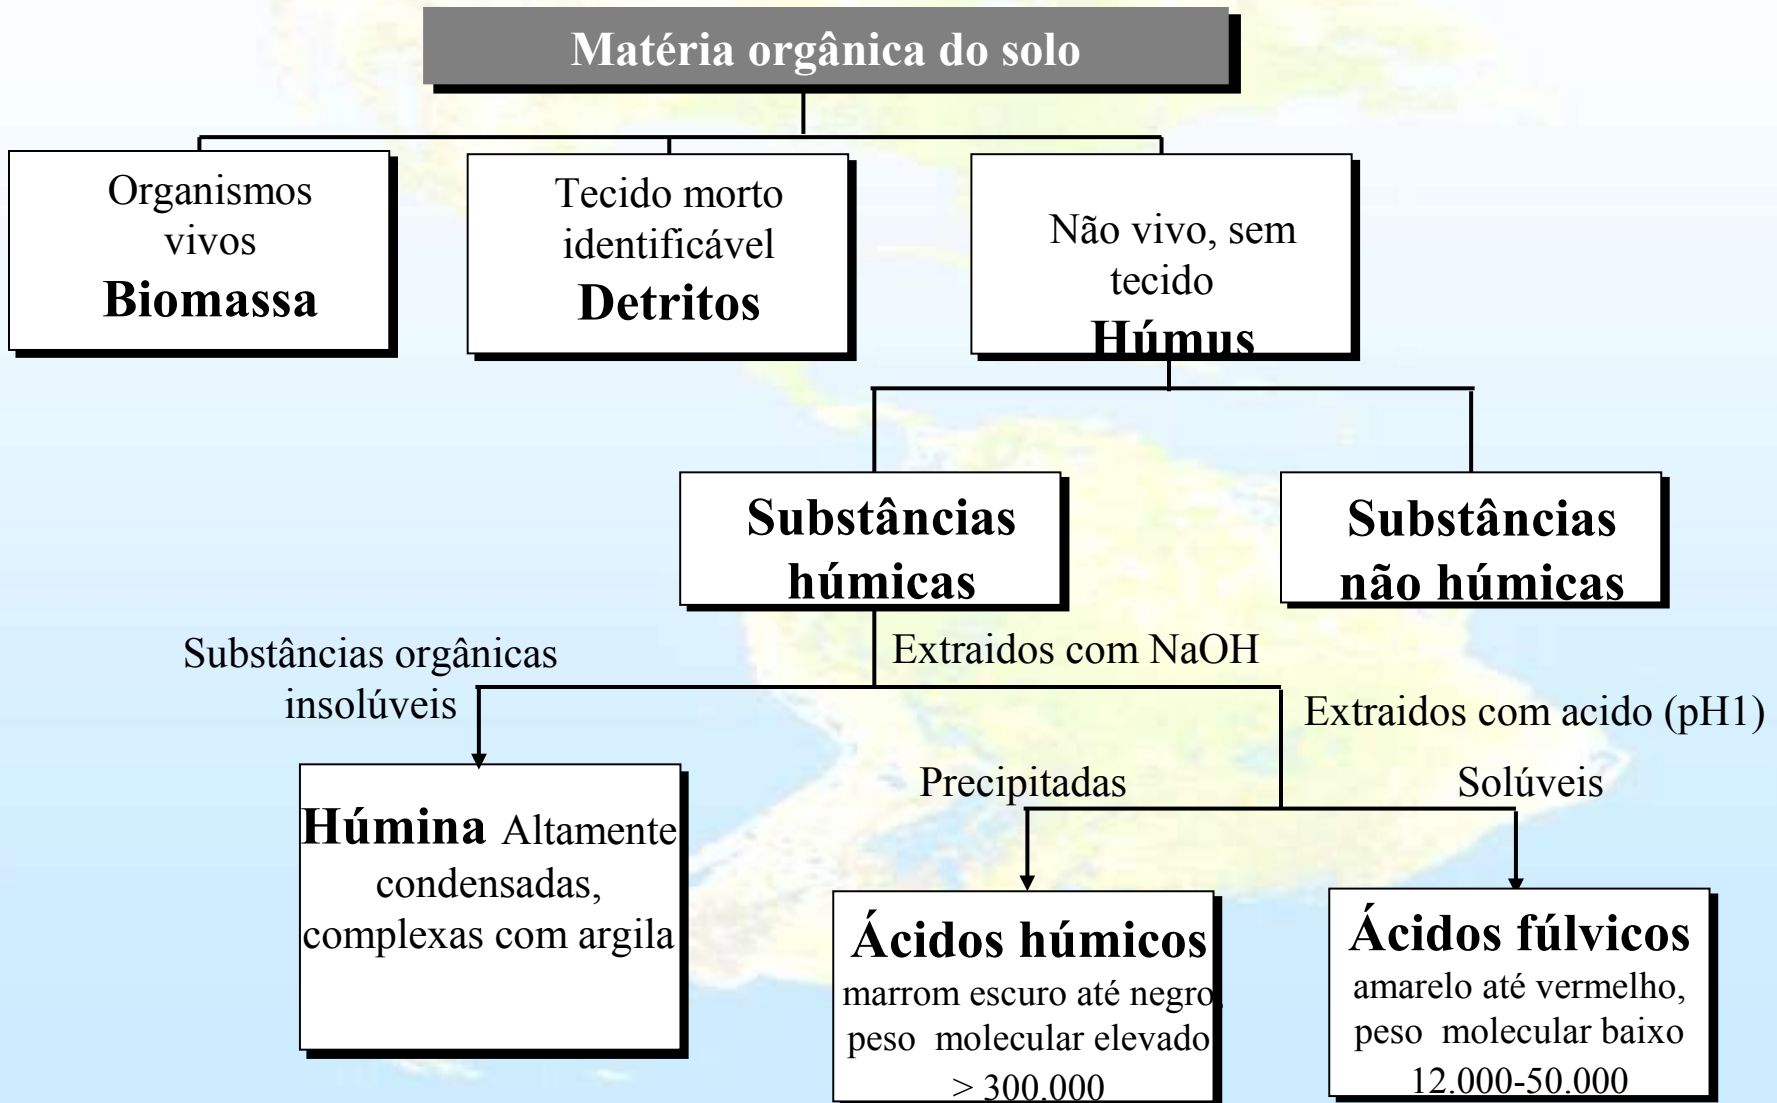 Matéria orgânica do solo
Organismos
vivos
Biomassa
Tecido morto
identificável
Detritos
Não vivo, sem
tecido
Húmus
Substâncias
húmicas
Substâncias
não húmicas
Substâncias orgânicas
insolúveis
Extraidos com NaOH
Extraidos com acido (pH1)
Precipitadas
Solúveis
Húmina Altamente
condensadas,
complexas com argila
Ácidos húmicos
marrom escuro até negro,
peso molecular elevado
> 300.000
Ácidos fúlvicos
amarelo até vermelho,
peso molecular baixo
12.000-50.000